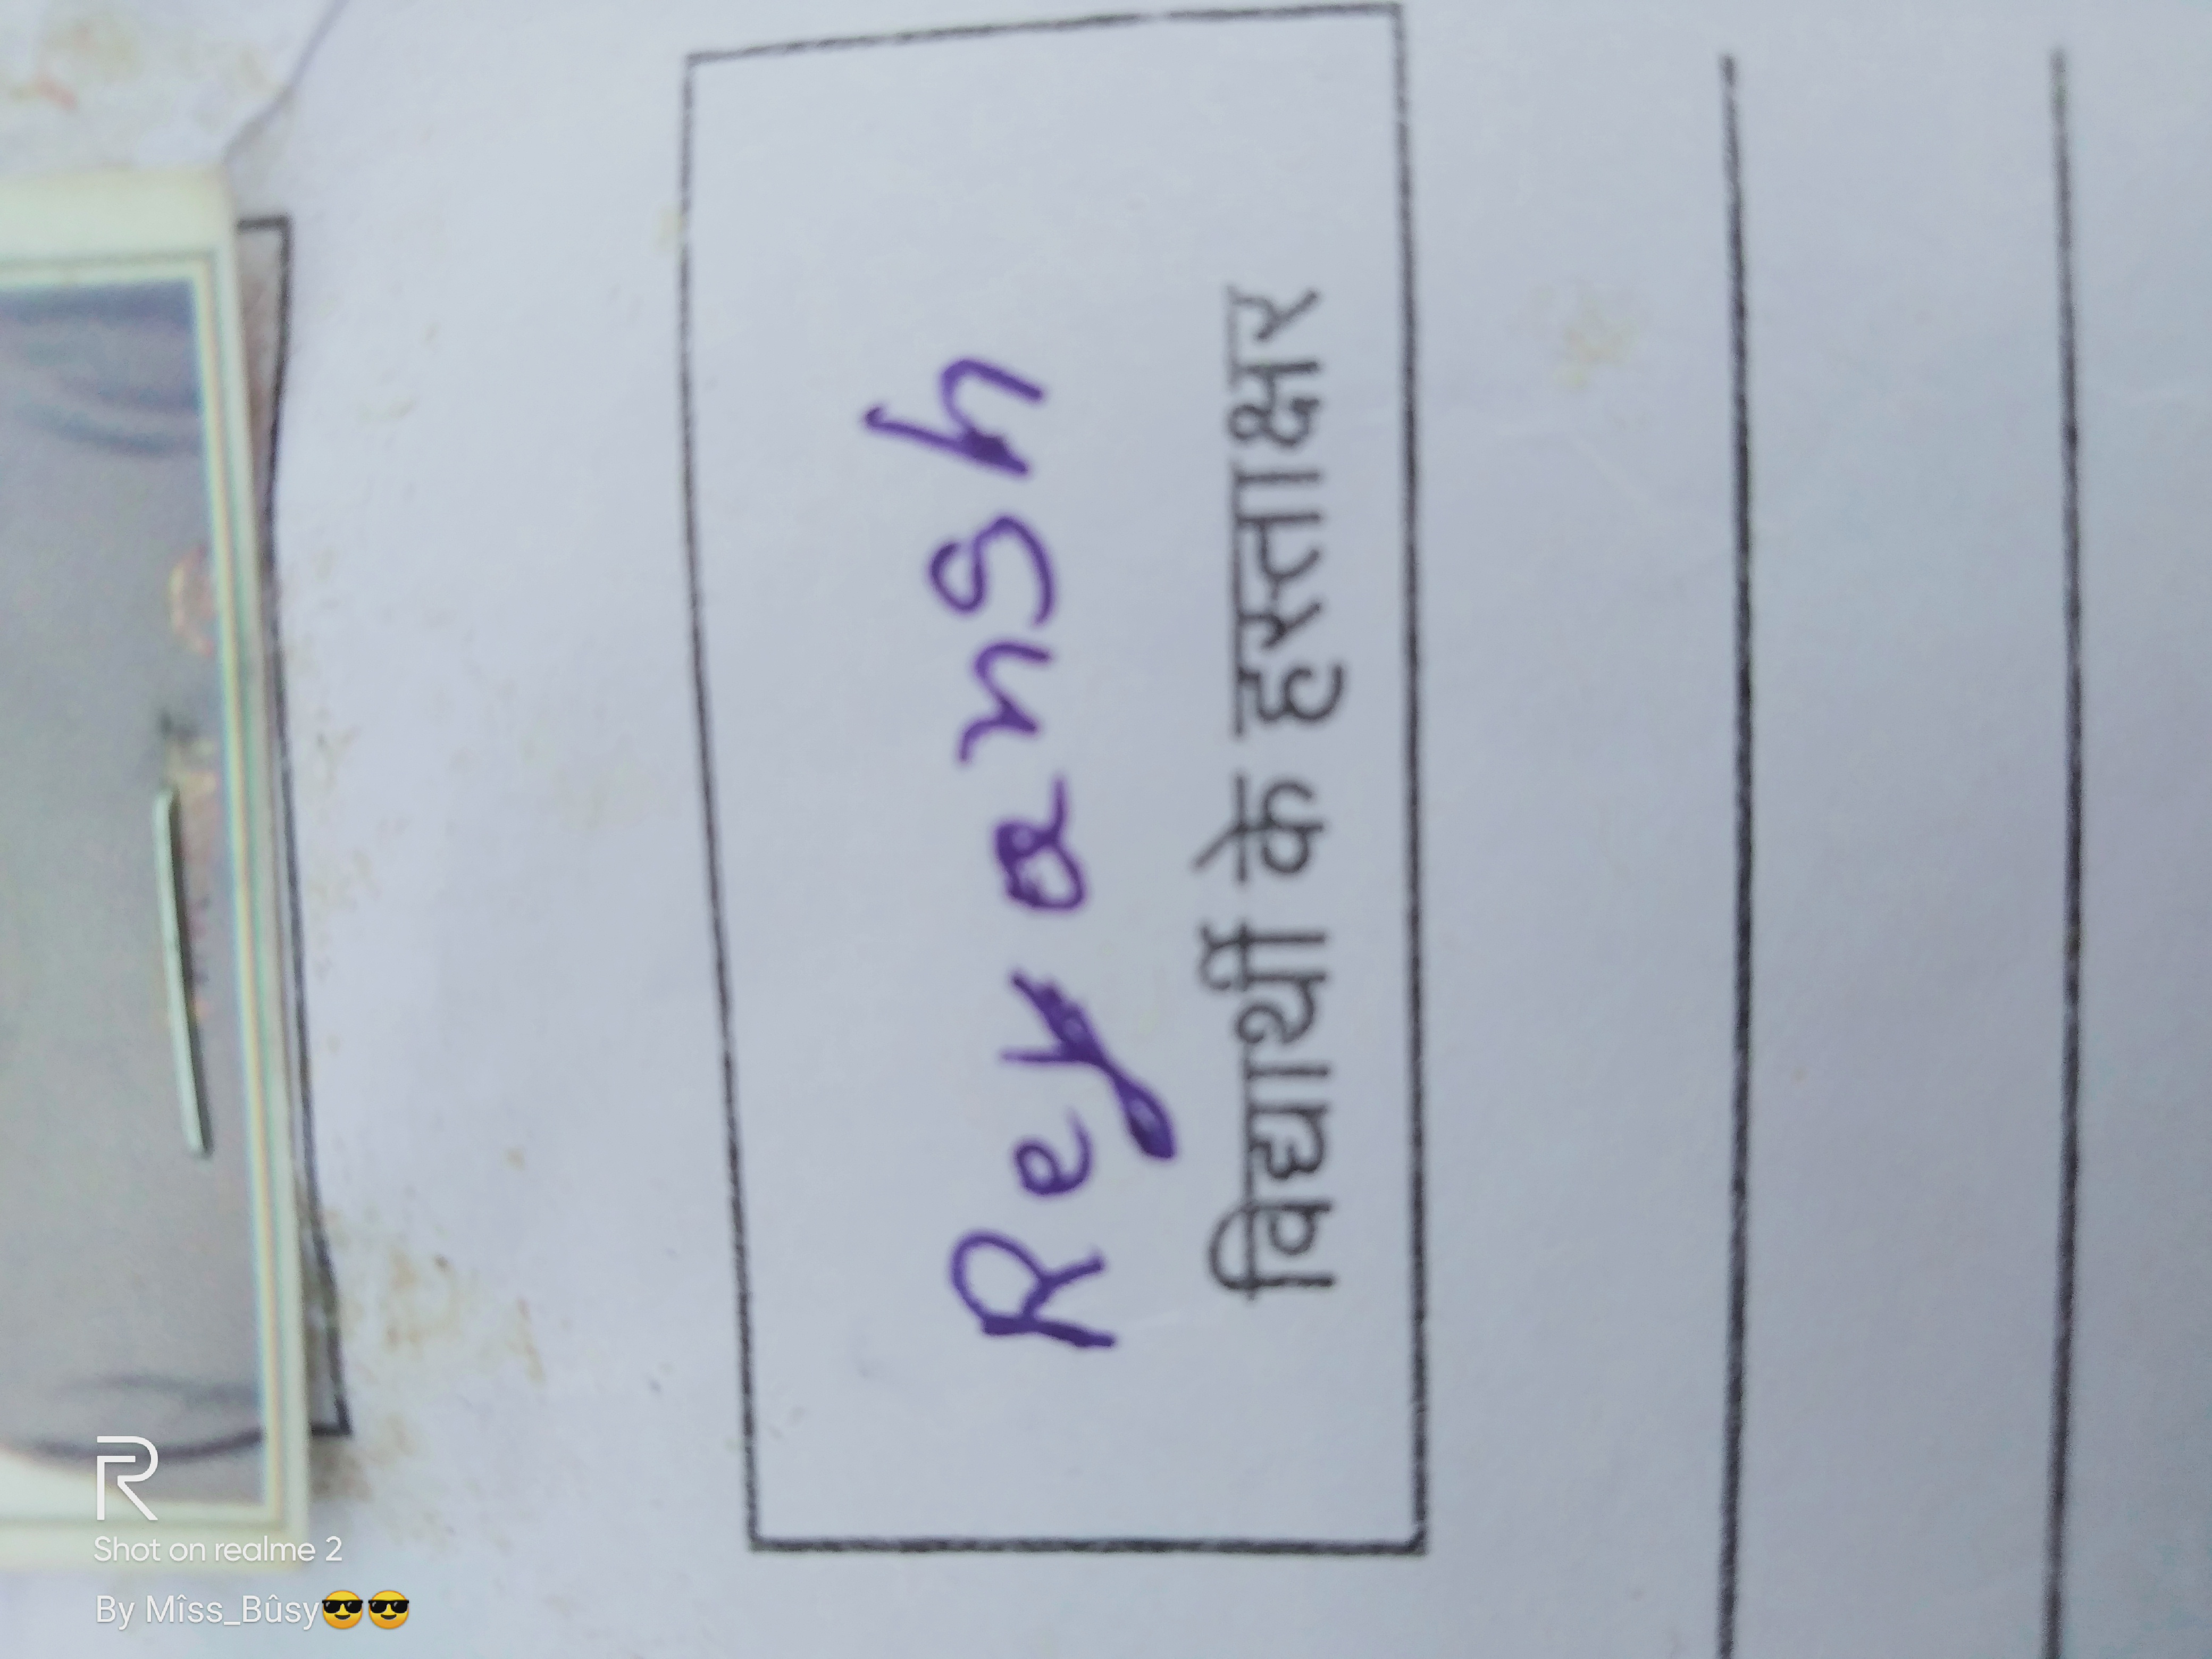 Reyansh
विद्यार्थी के हस्ताक्षर
R
Shot on realme 2
By Mîss_Bûsy😎😎